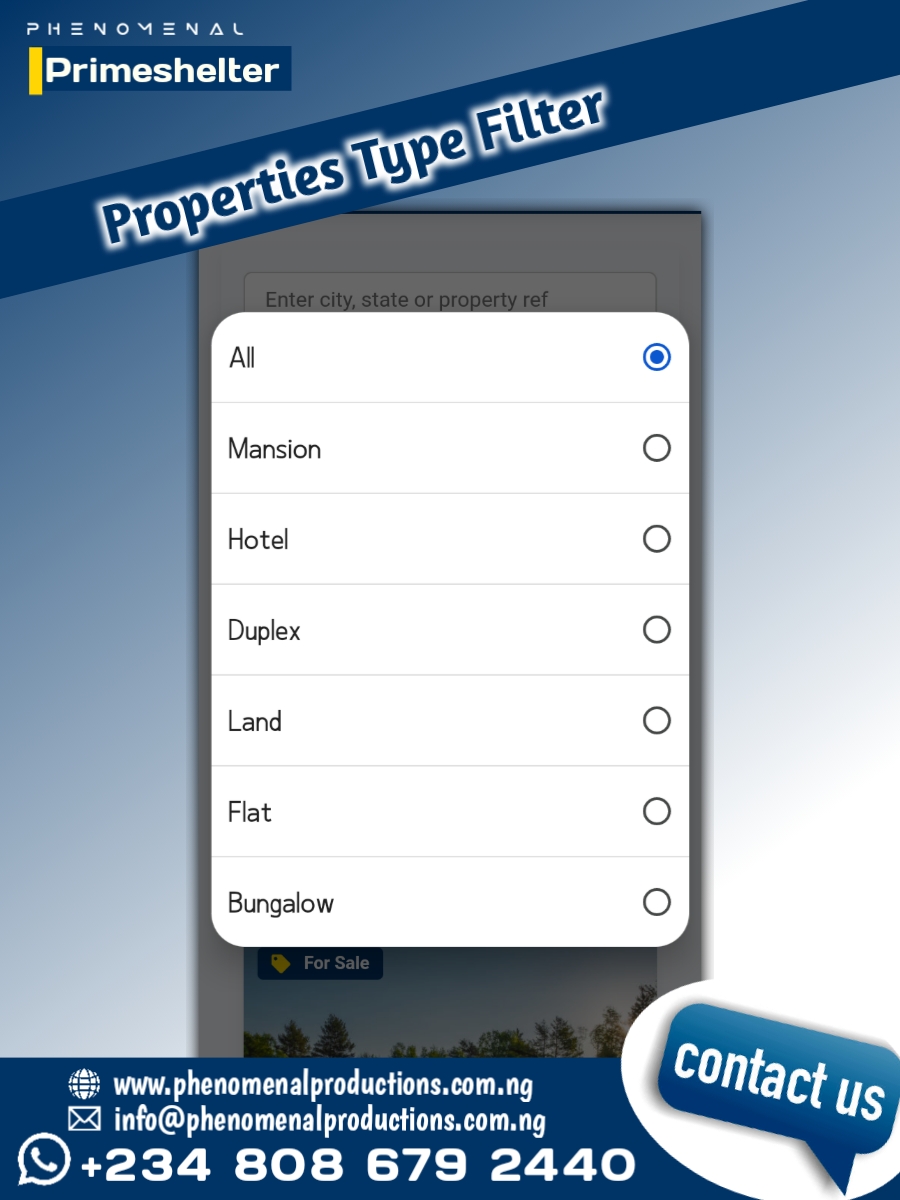 PHENOMENAL
Primeshelter
Properties Type Filter
Enter city, state or property ref
All
Mansion
Hotel
Duplex
Land
Flat
Bungalow
For Sale
contact us
www.phenomenalproductions.com.ng
info@phenomenalproductions.com.ng
+234 808 679 2440